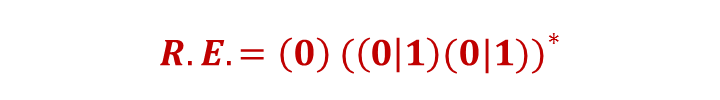 R. E. = (0) ((0|1)(0|1))*